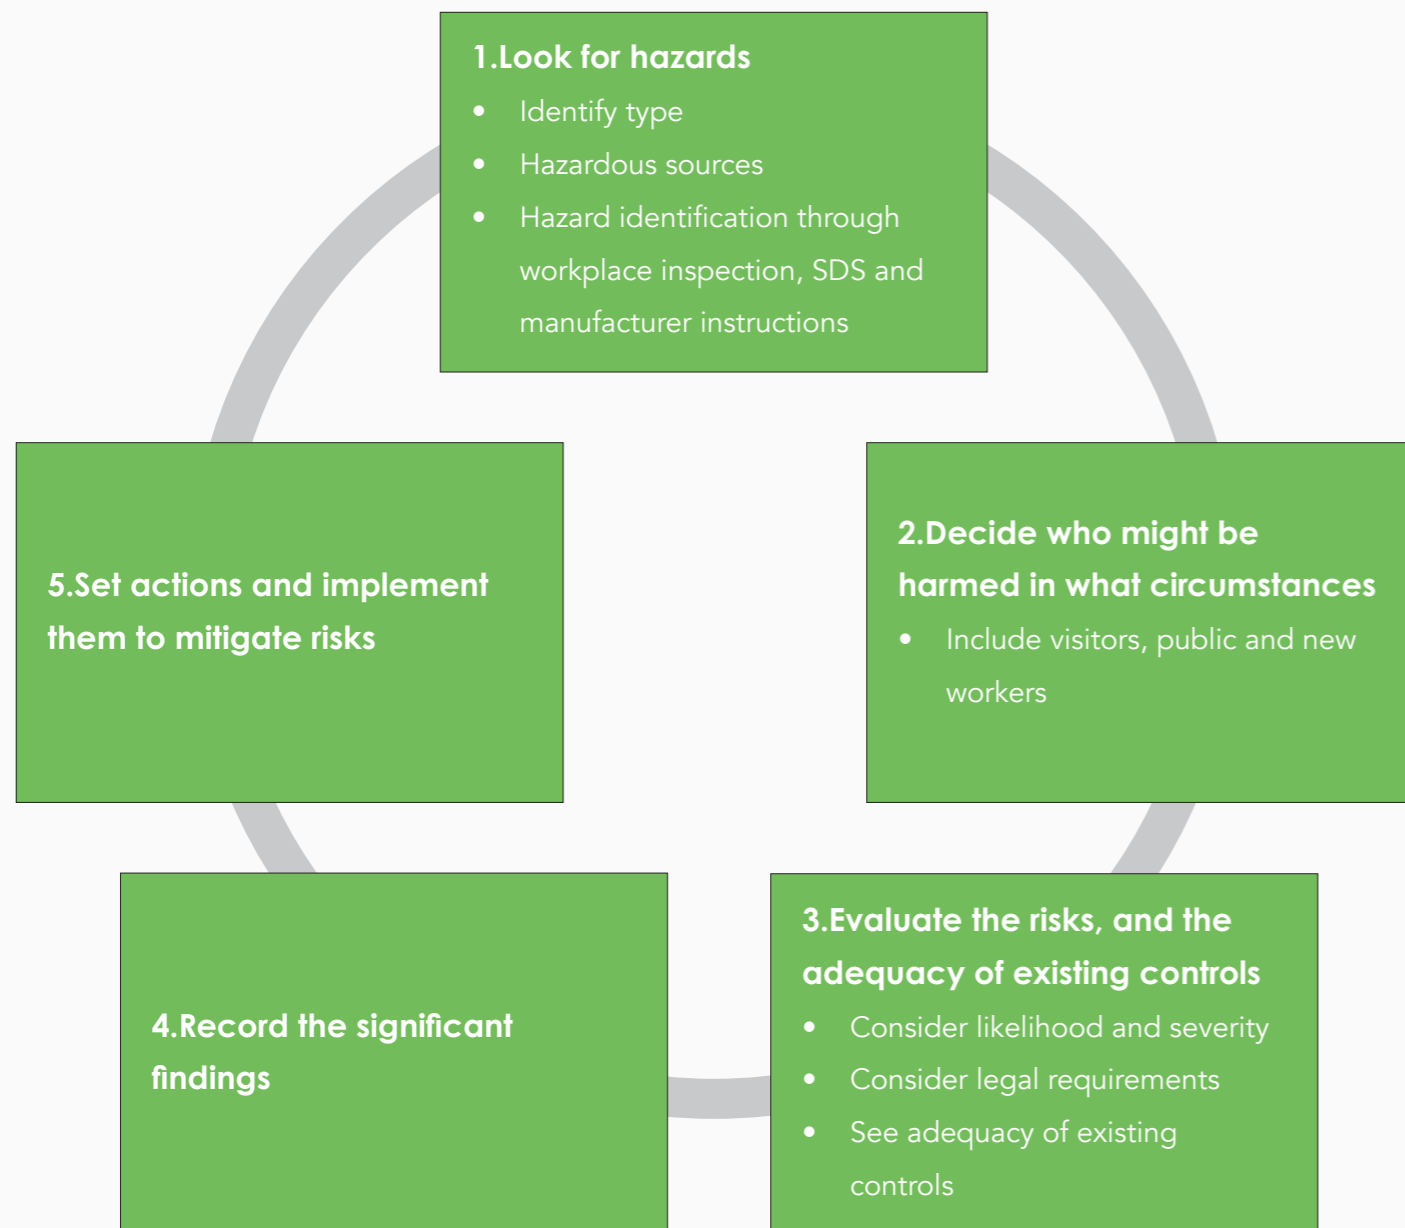 1.Look for hazards
• Identify type
• Hazardous sources
• Hazard identification through
workplace inspection, SDS and
manufacturer instructions
2.Decide who might be
harmed in what circumstances
• Include visitors, public and new
workers
3.Evaluate the risks, and the
adequacy of existing controls
• Consider likelihood and severity
• Consider legal requirements
• See adequacy of existing
controls
4.Record the significant
findings
5.Set actions and implement
them to mitigate risks